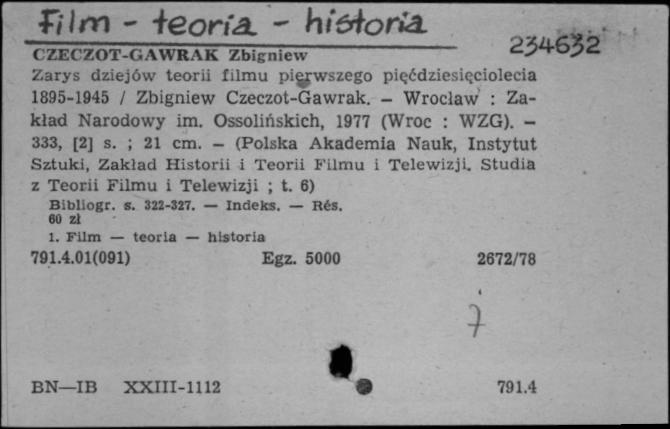 Film - teoria - historia
234632
CZECZOT-GAWRAK Zbigniew
Zarys dziejów teorii filmu pierwszego pięćdziesięciolecia
1895-1945 / Zbigniew Czeczot-Gawrak. — Wrocław : Za-
kład Narodowy im. Ossolińskich, 1977 (Wroc : WZG). —
333, [2] s. ; 21 cm. — (Polska Akademia Nauk, Instytut
Sztuki, Zakład Historii i Teorii Filmu i Telewizji. Studia
z Teorii Filmu i Telewizji ; t. 6)
Bibliogr. s. 322-327. — Indeks. — Rés.
60 zł
1. Film — teoria — historia
791.4.01(091) Egz. 5000 2672/78
7
BN—IB XXIII-1112 791.4